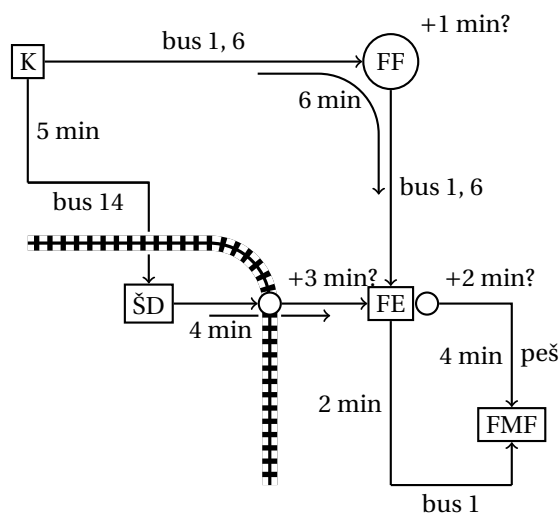 +1 min?
bus 1, 6
K
FF
6 min
5 min
bus 1, 6
bus 14
+3 min?
+2 min?
ŠD
FE
4 min
4 min
peš
2 min
FMF
bus 1